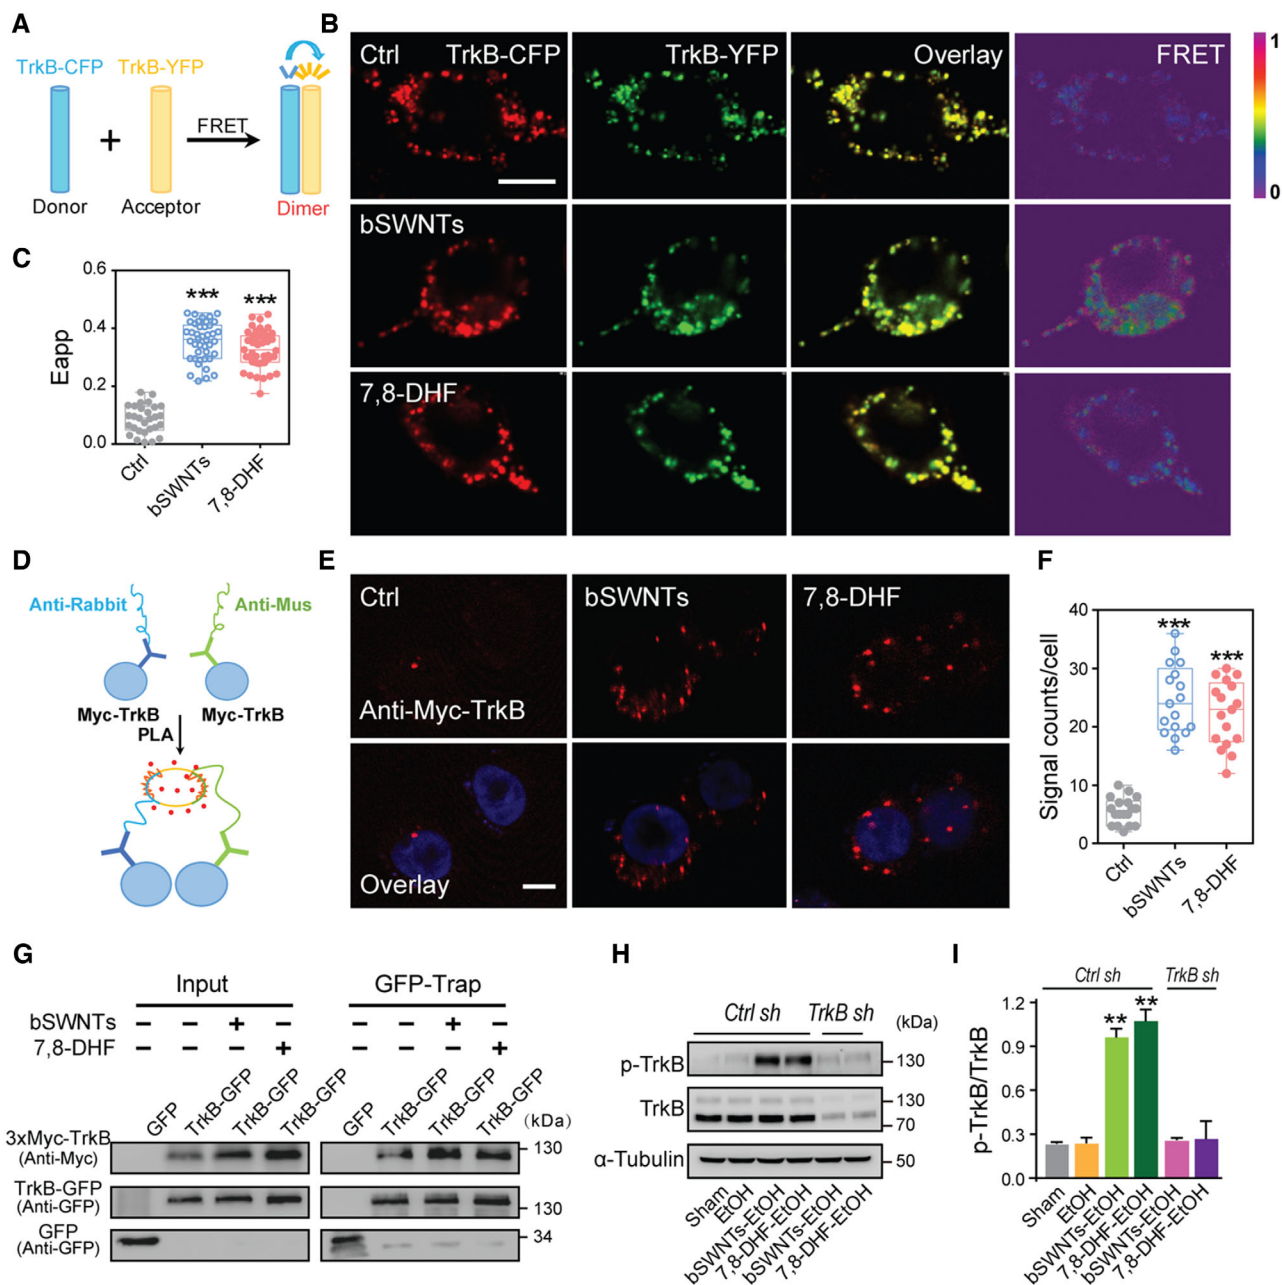 A
TrkB-CFP
TrkB-YFP
+
FRET
Donor
Acceptor
Dimer
B
Ctrl
TrkB-CFP
TrkB-YFP
Overlay
FRET
1
0
bSWNTs
7,8-DHF
C
Eapp
0.6
0.4
0.2
0.0
***
***
Ctrl
bSWNTs
7,8-DHF
D
Anti-Rabbit
Anti-Mus
Myc-TrkB
Myc-TrkB
PLA
E
Ctrl
bSWNTs
7,8-DHF
Anti-Myc-TrkB
Overlay
F
Signal counts/cell
40
30
20
10
0
***
***
Ctrl
bSWNTs
7,8-DHF
G
Input
GFP-Trap
bSWNTs − − + − − − + −
7,8-DHF − − − + − − − +
GFP
TrkB-GFP
TrkB-GFP
TrkB-GFP
GFP
TrkB-GFP
TrkB-GFP
TrkB-GFP
(kDa)
3xMyc-TrkB
(Anti-Myc)
130
TrkB-GFP
(Anti-GFP)
130
GFP
(Anti-GFP)
34
H
Ctrl sh
TrkB sh
(kDa)
p-TrkB
130
TrkB
130
70
α-Tubulin
50
Sham
EtOH
bSWNTs-EtOH
7,8-DHF-EtOH
bSWNTs-EtOH
7,8-DHF-EtOH
I
Ctrl sh
TrkB sh
p-TrkB/TrkB
1.2
0.9
0.6
0.3
0.0
**
**
Sham
EtOH
bSWNTs-EtOH
7,8-DHF-EtOH
bSWNTs-EtOH
7,8-DHF-EtOH